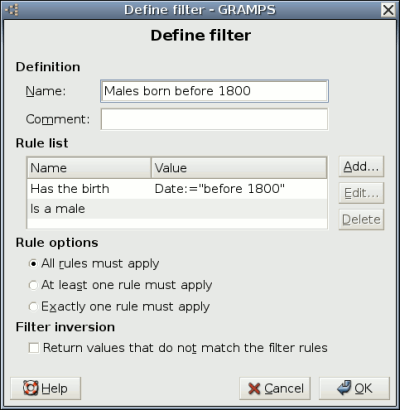 Define filter - GRAMPS
Define filter
Definition
Name: Males born before 1800
Comment:
Rule list
Name Value
Has the birth Date:="before 1800"
Is a male
Add...
Edit...
Delete
Rule options
All rules must apply
At least one rule must apply
Exactly one rule must apply
Filter inversion
Return values that do not match the filter rules
Help Cancel OK